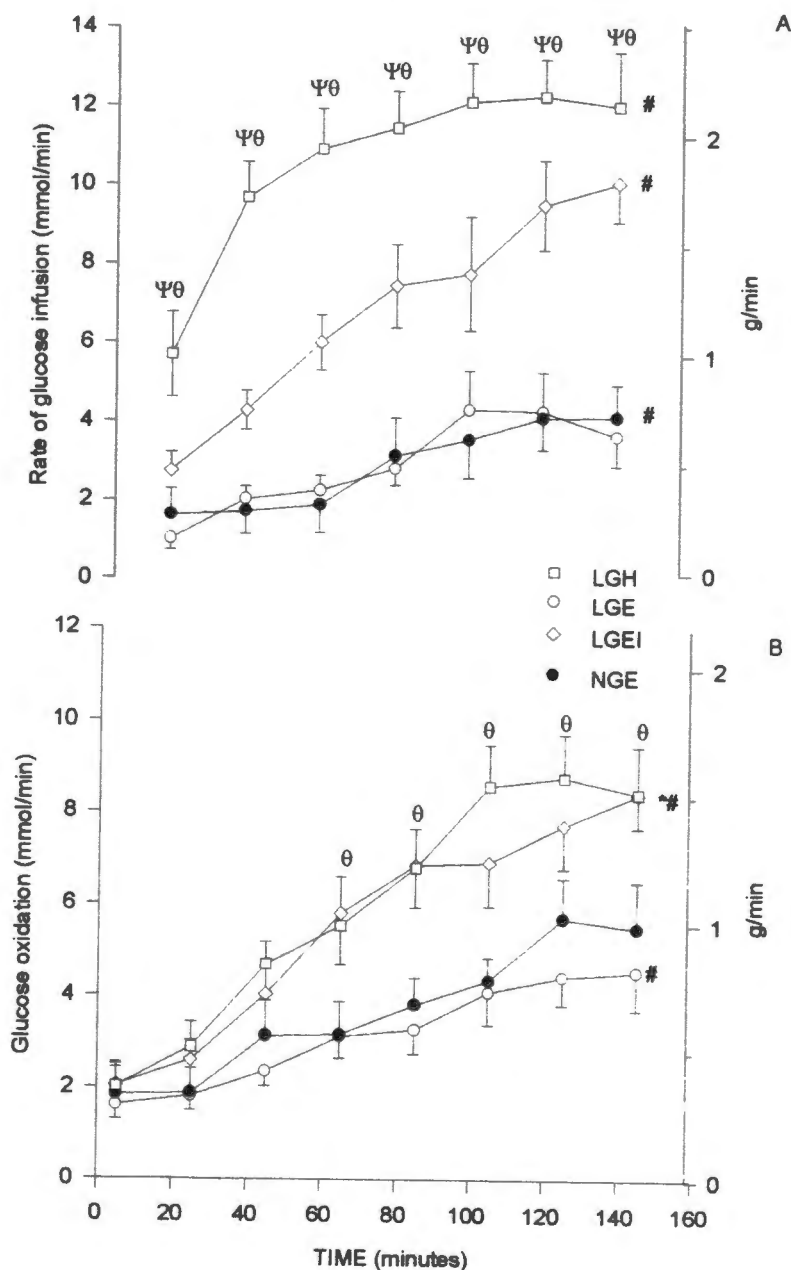 A
14
12
10
8
6
4
2
0
Rate of glucose infusion (mmol/min)
Ψθ
Ψθ
Ψθ
Ψθ
Ψθ
Ψθ
Ψθ
#
#
#
2
1
0
g/min
LGH
LGE
LGEI
NGE
B
12
10
8
6
4
2
0
Glucose oxidation (mmol/min)
θ
θ
θ
θ
θ
*#
#
2
1
0
g/min
0 20 40 60 80 100 120 140 160
TIME (minutes)